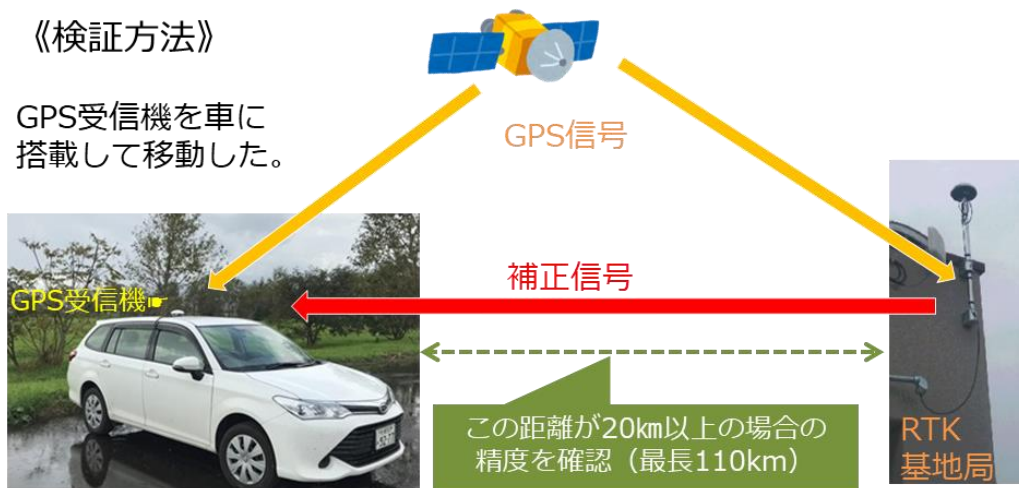 《検証方法》
GPS受信機を車に
搭載して移動した。
GPS信号
GPS受信機☛
補正信号
この距離が20㎞以上の場合の
精度を確認（最長110km）
RTK
基地局